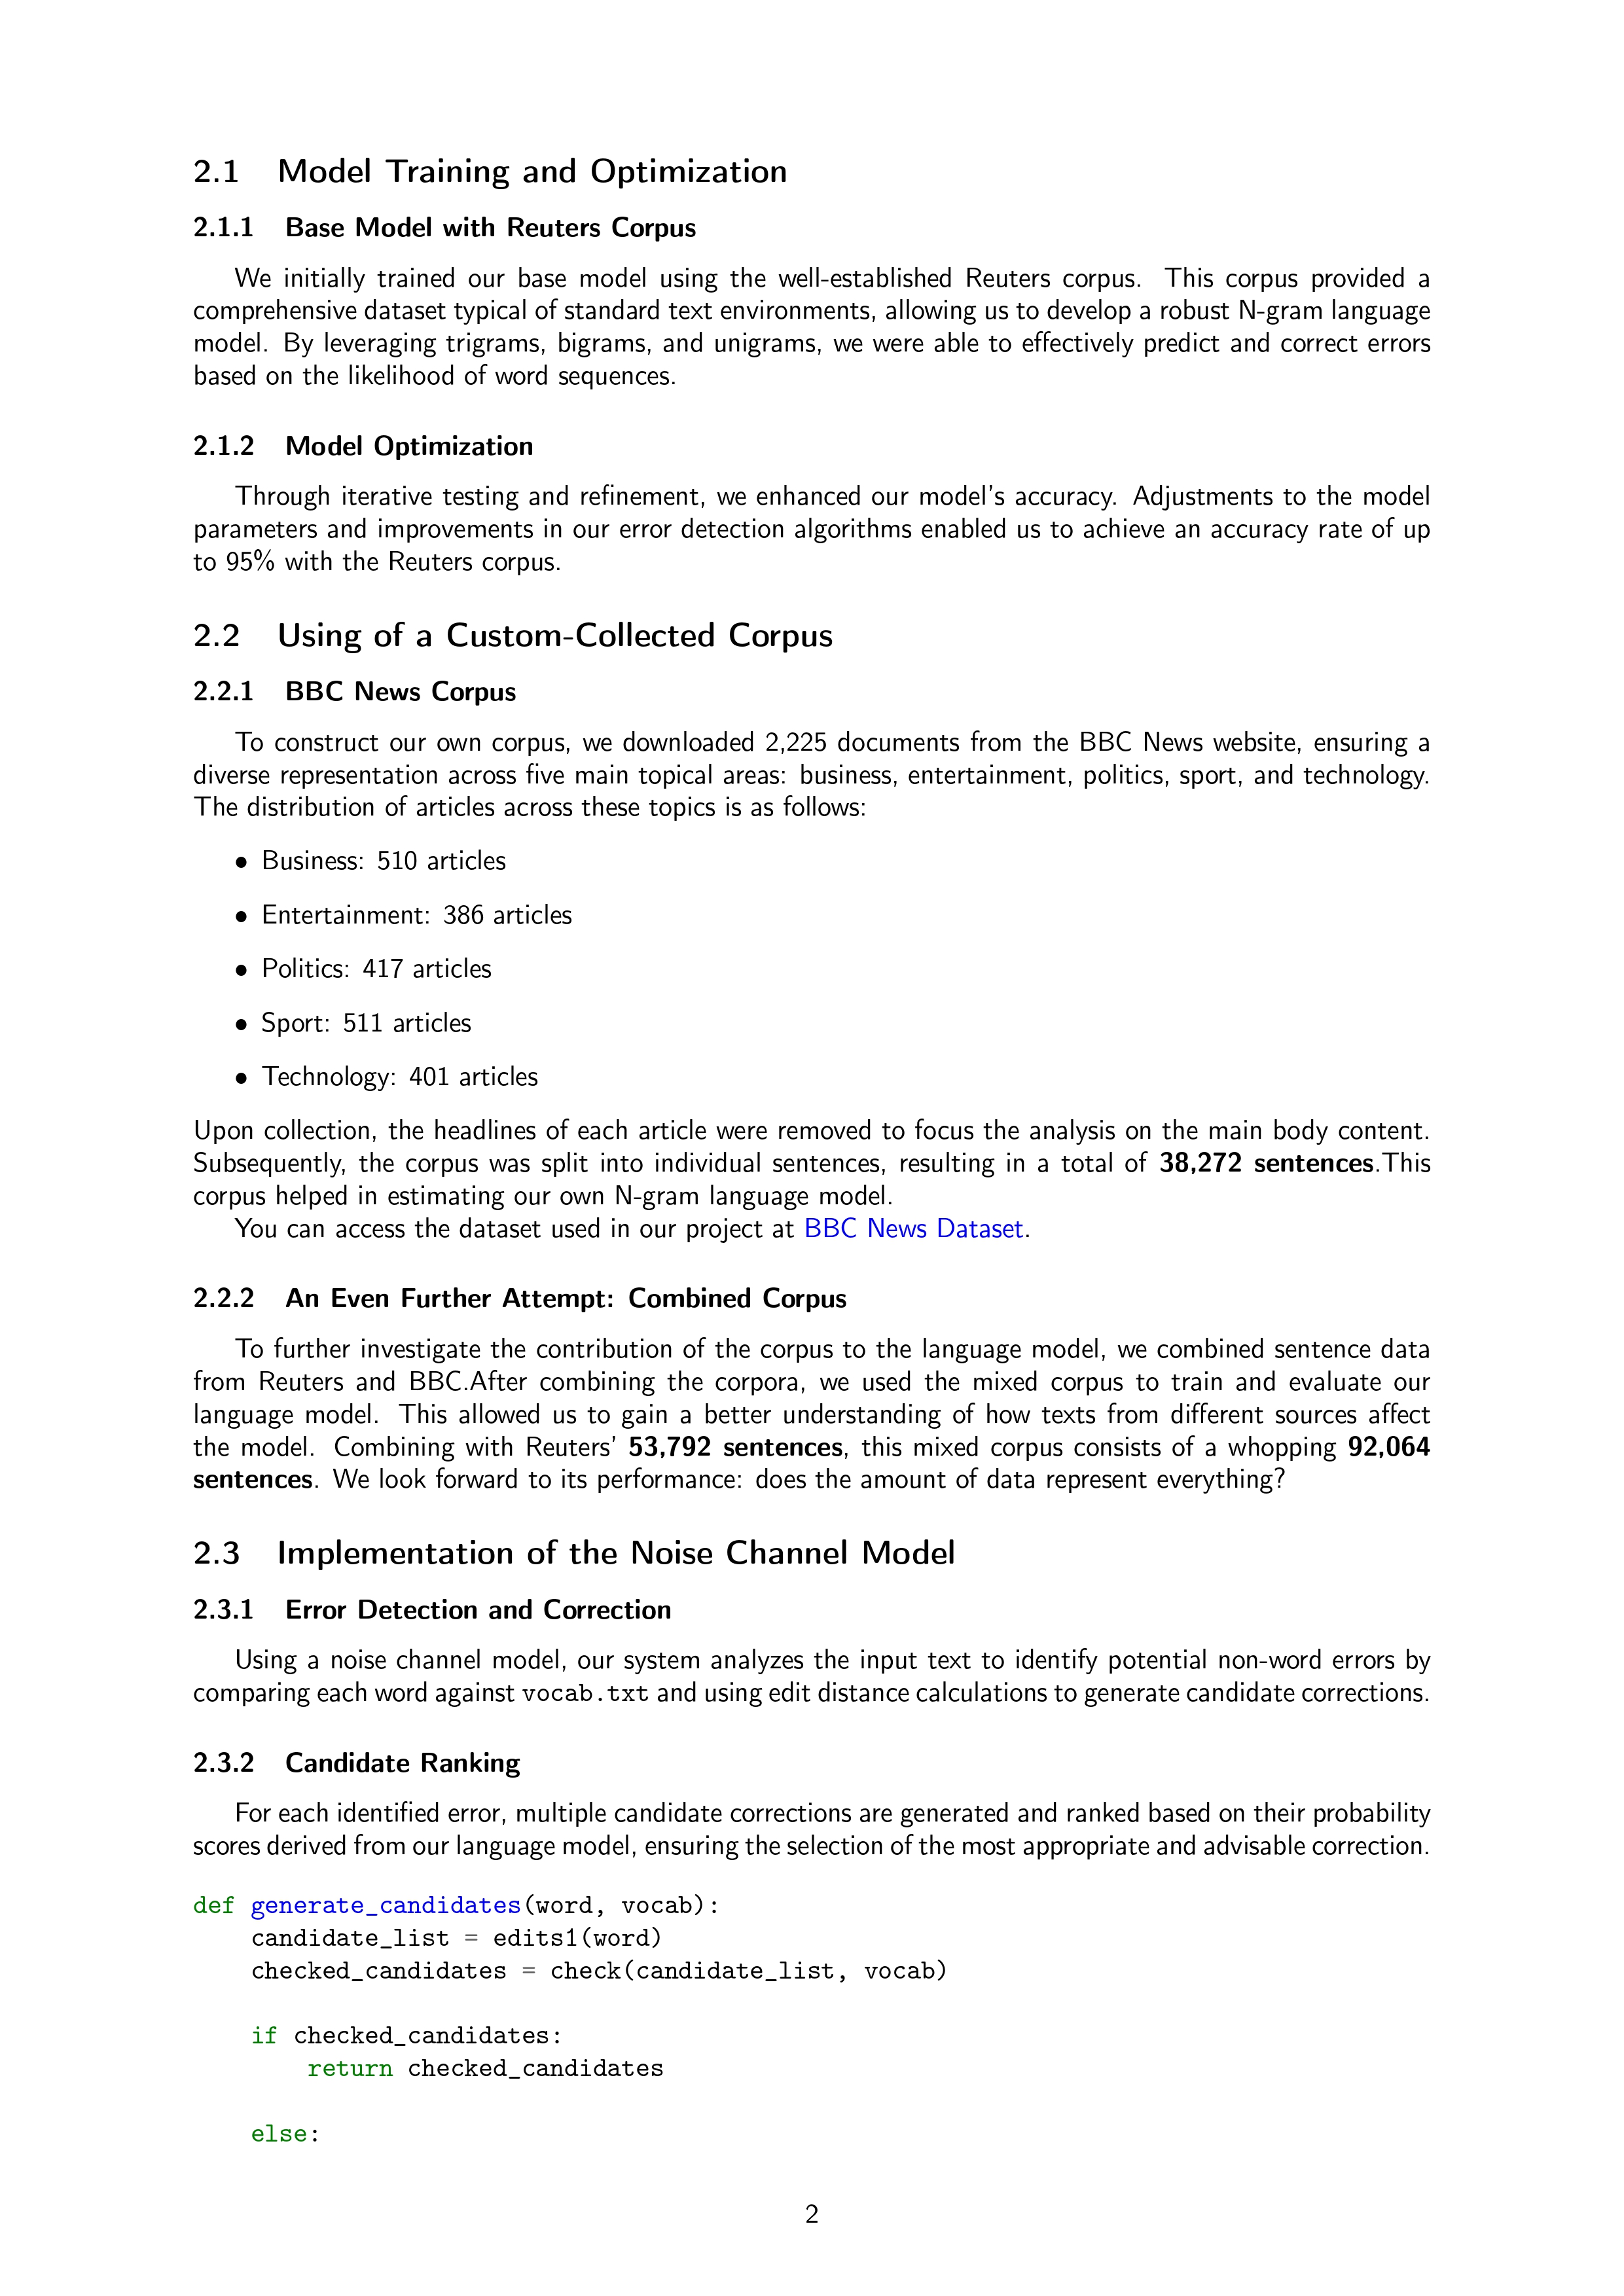 2.1 Model Training and Optimization
2.1.1 Base Model with Reuters Corpus
We initially trained our base model using the well-established Reuters corpus. This corpus provided a
comprehensive dataset typical of standard text environments, allowing us to develop a robust N-gram language
model. By leveraging trigrams, bigrams, and unigrams, we were able to effectively predict and correct errors
based on the likelihood of word sequences.
2.1.2 Model Optimization
Through iterative testing and refinement, we enhanced our model's accuracy. Adjustments to the model
parameters and improvements in our error detection algorithms enabled us to achieve an accuracy rate of up
to 95% with the Reuters corpus.
2.2 Using of a Custom-Collected Corpus
2.2.1 BBC News Corpus
To construct our own corpus, we downloaded 2,225 documents from the BBC News website, ensuring a
diverse representation across five main topical areas: business, entertainment, politics, sport, and technology.
The distribution of articles across these topics is as follows:
• Business: 510 articles
• Entertainment: 386 articles
• Politics: 417 articles
• Sport: 511 articles
• Technology: 401 articles
Upon collection, the headlines of each article were removed to focus the analysis on the main body content.
Subsequently, the corpus was split into individual sentences, resulting in a total of 38,272 sentences.This
corpus helped in estimating our own N-gram language model.
You can access the dataset used in our project at BBC News Dataset.
2.2.2 An Even Further Attempt: Combined Corpus
To further investigate the contribution of the corpus to the language model, we combined sentence data
from Reuters and BBC.After combining the corpora, we used the mixed corpus to train and evaluate our
language model. This allowed us to gain a better understanding of how texts from different sources affect
the model. Combining with Reuters' 53,792 sentences, this mixed corpus consists of a whopping 92,064
sentences. We look forward to its performance: does the amount of data represent everything?
2.3 Implementation of the Noise Channel Model
2.3.1 Error Detection and Correction
Using a noise channel model, our system analyzes the input text to identify potential non-word errors by
comparing each word against vocab.txt and using edit distance calculations to generate candidate corrections.
2.3.2 Candidate Ranking
For each identified error, multiple candidate corrections are generated and ranked based on their probability
scores derived from our language model, ensuring the selection of the most appropriate and advisable correction.
def generate_candidates(word, vocab):
    candidate_list = edits1(word)
    checked_candidates = check(candidate_list, vocab)
    if checked_candidates:
        return checked_candidates
    else:
2